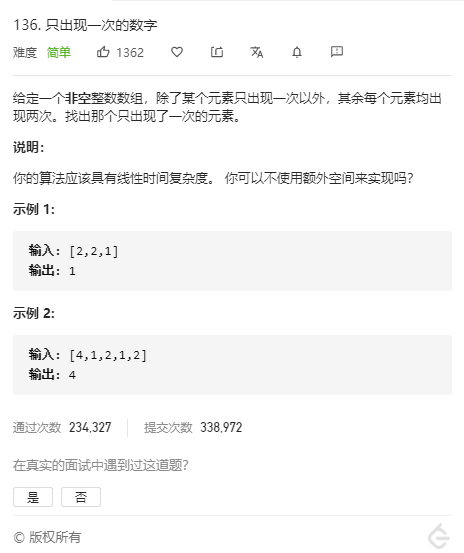 136. 只出现一次的数字
难度 简单 1362
给定一个非空整数数组，除了某个元素只出现一次以外，其余每个元素均出
现两次。找出那个只出现了一次的元素。
说明：
你的算法应该具有线性时间复杂度。 你可以不使用额外空间来实现吗？
示例 1:
输入: [2,2,1]
输出: 1
示例 2:
输入: [4,1,2,1,2]
输出: 4
通过次数 234,327 提交次数 338,972
在真实的面试中遇到过这道题？
是 否
© 版权所有